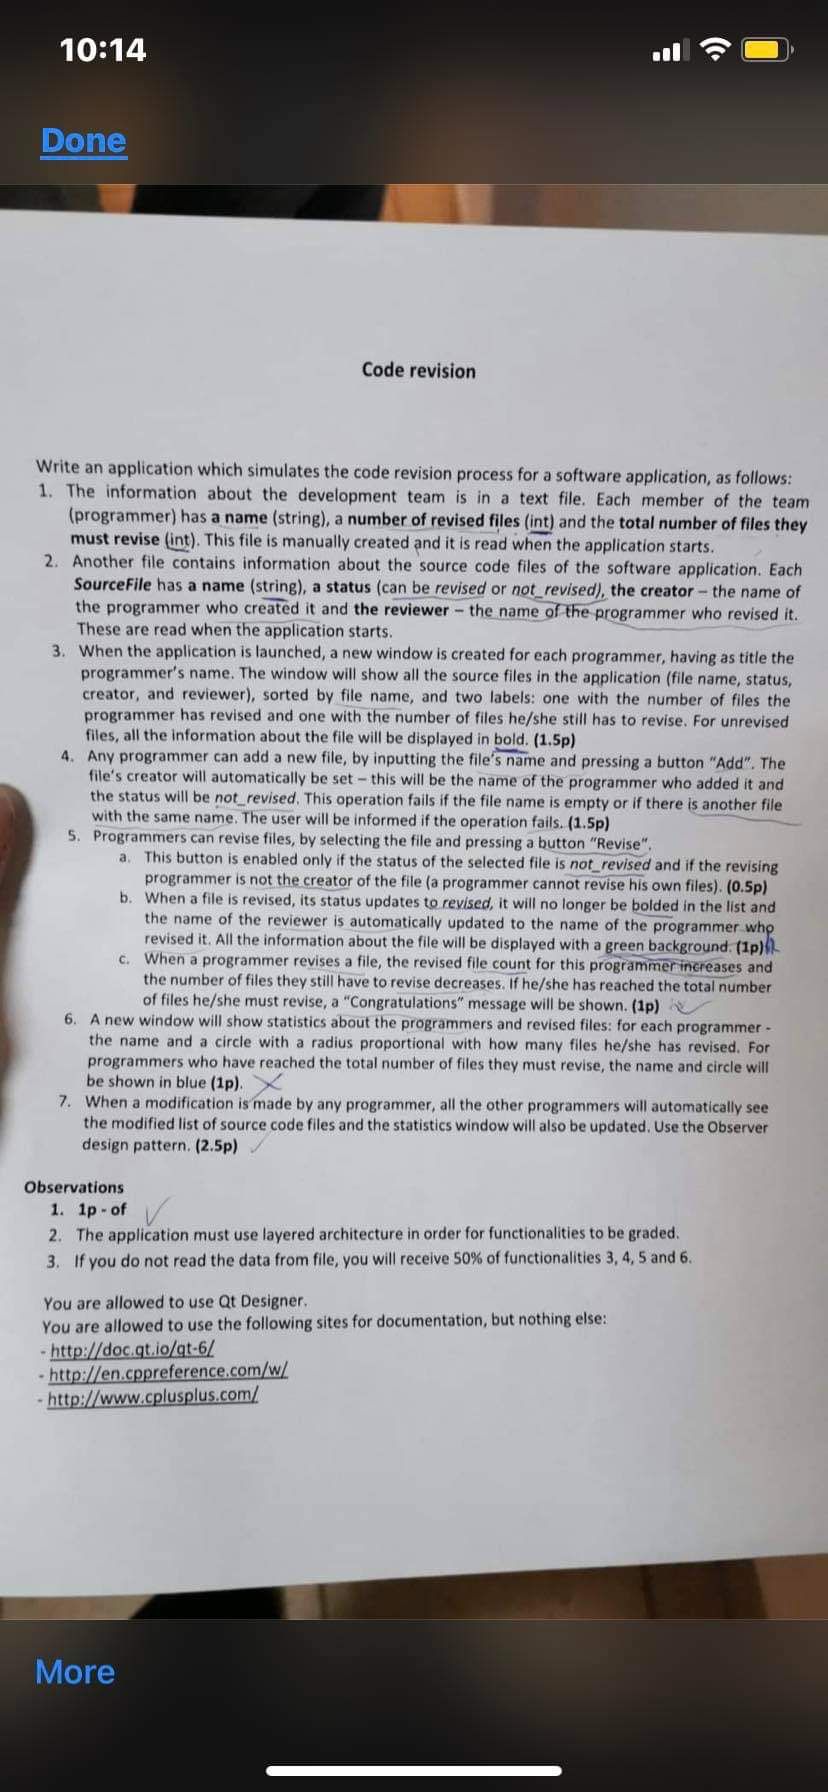 10:14
Done
Code revision
Write an application which simulates the code revision process for a software application, as follows:
1. The information about the development team is in a text file. Each member of the team
(programmer) has a name (string), a number of revised files (int) and the total number of files they
must revise (int). This file is manually created and it is read when the application starts.
2. Another file contains information about the source code files of the software application. Each
SourceFile has a name (string), a status (can be revised or not_revised), the creator – the name of
the programmer who created it and the reviewer – the name of the programmer who revised it.
These are read when the application starts.
3. When the application is launched, a new window is created for each programmer, having as title the
programmer's name. The window will show all the source files in the application (file name, status,
creator, and reviewer), sorted by file name, and two labels: one with the number of files the
programmer has revised and one with the number of files he/she still has to revise. For unrevised
files, all the information about the file will be displayed in bold. (1.5p)
4. Any programmer can add a new file, by inputting the file's name and pressing a button "Add". The
file's creator will automatically be set – this will be the name of the programmer who added it and
the status will be not_revised. This operation fails if the file name is empty or if there is another file
with the same name. The user will be informed if the operation fails. (1.5p)
5. Programmers can revise files, by selecting the file and pressing a button "Revise".
a. This button is enabled only if the status of the selected file is not_revised and if the revising
programmer is not the creator of the file (a programmer cannot revise his own files). (0.5p)
b. When a file is revised, its status updates to revised, it will no longer be bolded in the list and
the name of the reviewer is automatically updated to the name of the programmer who
revised it. All the information about the file will be displayed with a green background. (1p)
c. When a programmer revises a file, the revised file count for this programmer increases and
the number of files they still have to revise decreases. If he/she has reached the total number
of files he/she must revise, a "Congratulations" message will be shown. (1p)
6. A new window will show statistics about the programmers and revised files: for each programmer -
the name and a circle with a radius proportional with how many files he/she has revised. For
programmers who have reached the total number of files they must revise, the name and circle will
be shown in blue (1p).
7. When a modification is made by any programmer, all the other programmers will automatically see
the modified list of source code files and the statistics window will also be updated. Use the Observer
design pattern. (2.5p)
Observations
1. 1p - of
2. The application must use layered architecture in order for functionalities to be graded.
3. If you do not read the data from file, you will receive 50% of functionalities 3, 4, 5 and 6.
You are allowed to use Qt Designer.
You are allowed to use the following sites for documentation, but nothing else:
- http://doc.qt.io/qt-6/
- http://en.cppreference.com/w/
- http://www.cplusplus.com/
More